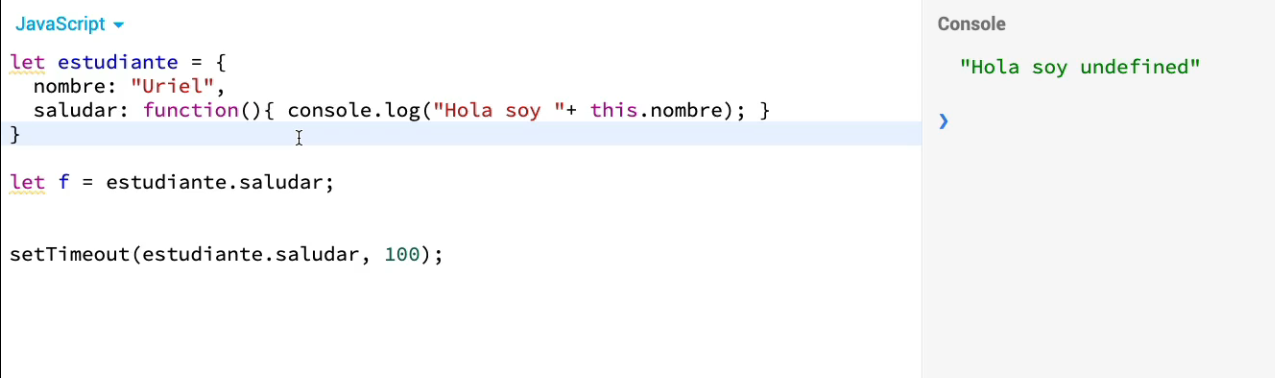 JavaScript
let estudiante = {
  nombre: "Uriel",
  saludar: function(){ console.log("Hola soy "+ this.nombre); }
}
let f = estudiante.saludar;
setTimeout(estudiante.saludar, 100);
Console
"Hola soy undefined"